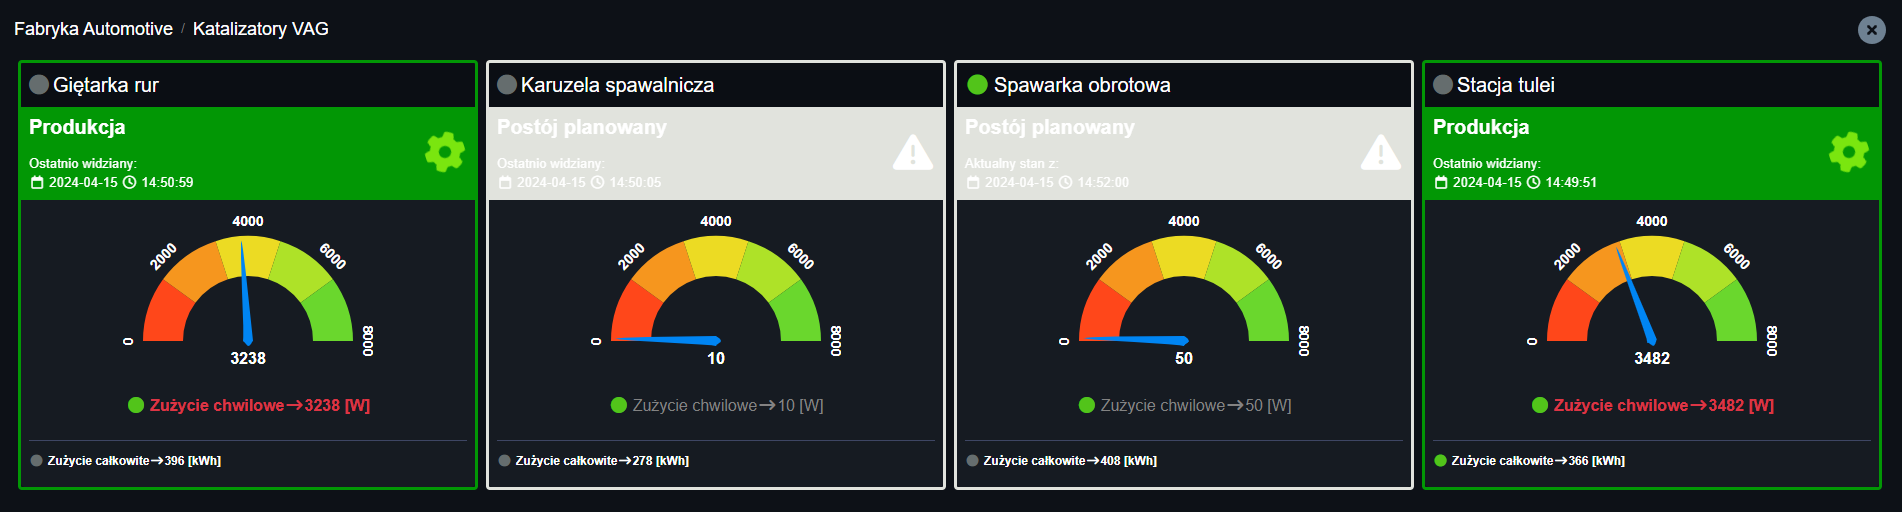 Fabryka Automotive / Katalizatory VAG
Giętarka rur
Produkcja
Ostatnio widziany:
2024-04-15 14:50:59
0
2000
4000
6000
8000
3238
Zużycie chwilowe→3238 [W]
Zużycie całkowite→396 [kWh]
Karuzela spawalnicza
Postój planowany
Ostatnio widziany:
2024-04-15 14:50:05
0
2000
4000
6000
8000
10
Zużycie chwilowe→10 [W]
Zużycie całkowite→278 [kWh]
Spawarka obrotowa
Postój planowany
Aktualny stan z:
2024-04-15 14:52:00
0
2000
4000
6000
8000
50
Zużycie chwilowe→50 [W]
Zużycie całkowite→408 [kWh]
Stacja tulei
Produkcja
Ostatnio widziany:
2024-04-15 14:49:51
0
2000
4000
6000
8000
3482
Zużycie chwilowe→3482 [W]
Zużycie całkowite→366 [kWh]